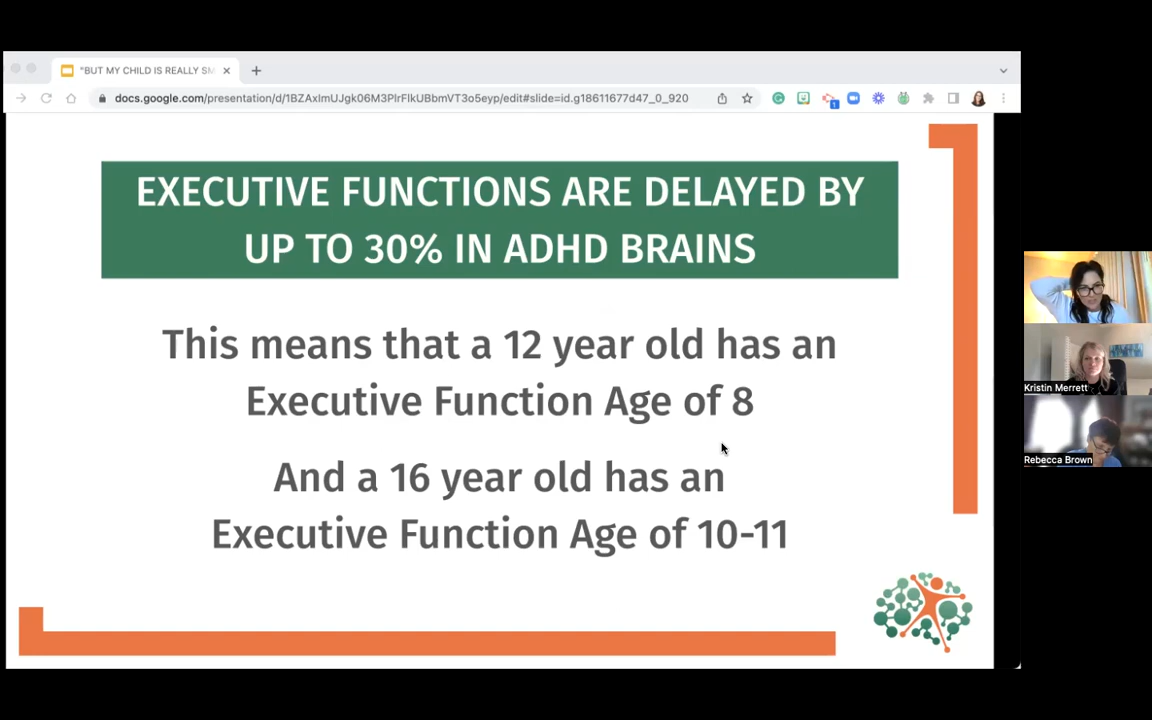 "BUT MY CHILD IS REALLY SM
docs.google.com/presentation/d/1BZAxImUJgk06M3PlrFlkUBbmVT3o5eyp/edit#slide=id.g18611677d47_0_920
1
EXECUTIVE FUNCTIONS ARE DELAYED BY
UP TO 30% IN ADHD BRAINS
This means that a 12 year old has an
Executive Function Age of 8
And a 16 year old has an
Executive Function Age of 10-11
Kristin Merrett
Rebecca Brown